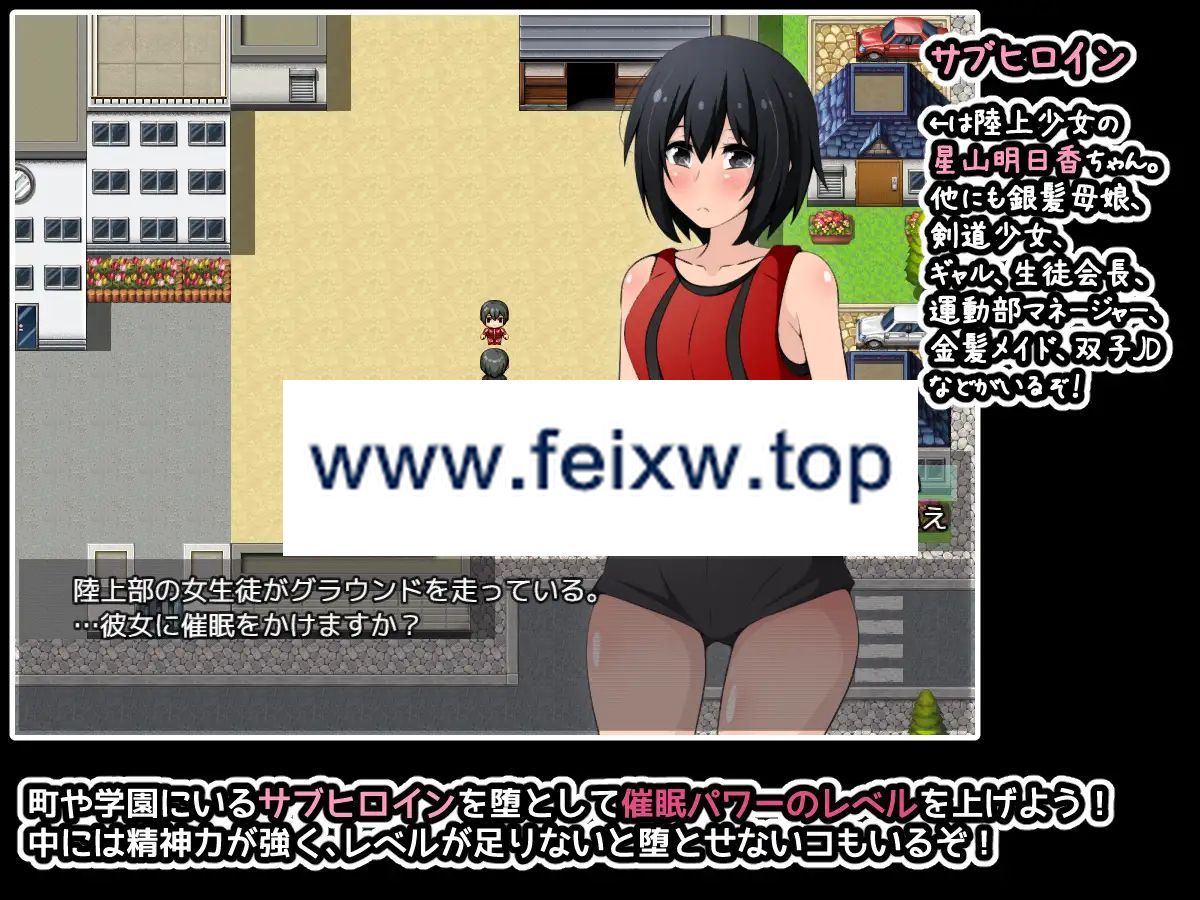 サブヒロイン
←は陸上少女の
星山明日香ちゃん。
他にも銀髪母娘、
剣道少女、
ギャル、生徒会長、
運動部マネージャー、
金髪メイド、双子JD
などがいるぞ!
www.feixw.top
え
陸上部の女生徒がグラウンドを走っている。
…彼女に催眠をかけますか?
町や学園にいるサブヒロインを堕として催眠パワーのレベルを上げよう!
中には精神力が強く、レベルが足りないと堕とせないコもいるぞ!